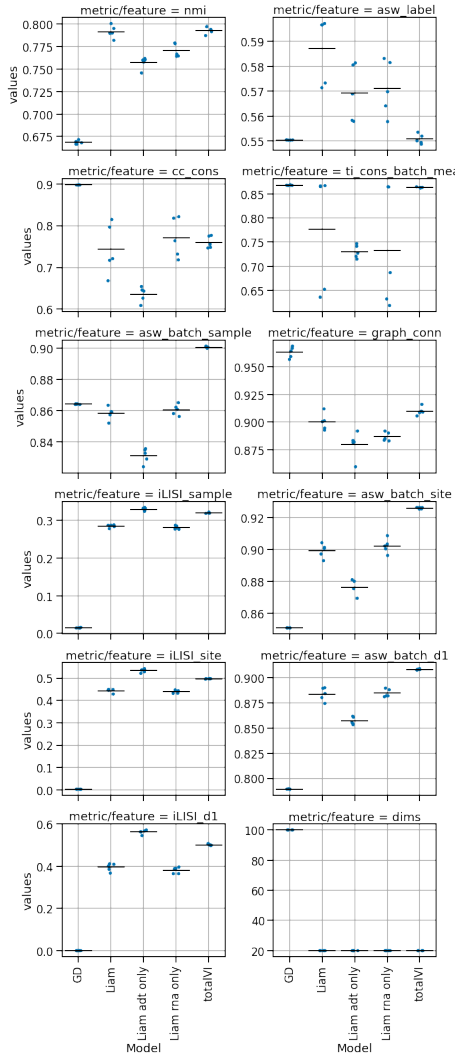 metric/feature = nmi
metric/feature = asw_label
values
0.800
0.775
0.750
0.725
0.700
0.675
0.59
0.58
0.57
0.56
0.55
metric/feature = cc_cons
metric/feature = ti_cons_batch_mea
values
0.9
0.8
0.7
0.6
0.85
0.80
0.75
0.70
0.65
metric/feature = asw_batch_sample
metric/feature = graph_conn
values
0.90
0.88
0.86
0.84
0.950
0.925
0.900
0.875
metric/feature = iLISI_sample
metric/feature = asw_batch_site
values
0.3
0.2
0.1
0.0
0.92
0.90
0.88
0.86
metric/feature = iLISI_site
metric/feature = asw_batch_d1
values
0.5
0.4
0.3
0.2
0.1
0.0
0.900
0.875
0.850
0.825
0.800
metric/feature = iLISI_d1
metric/feature = dims
values
0.6
0.4
0.2
0.0
100
80
60
40
20
GD
Liam
Liam adt only
Liam rna only
totalVI
Model
GD
Liam
Liam adt only
Liam rna only
totalVI
Model